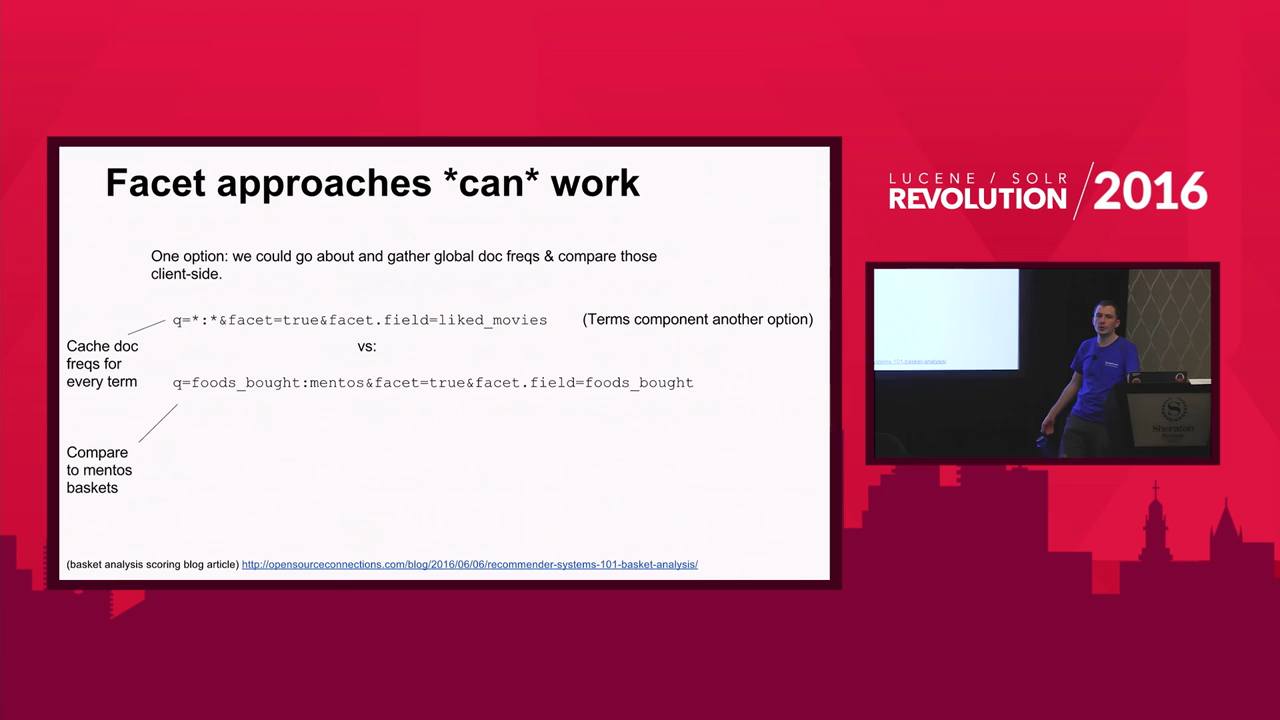 Facet approaches *can* work
One option: we could go about and gather global doc freqs & compare those
client-side.
q=*:*&facet=true&facet.field=liked_movies
(Terms component another option)
Cache doc
freqs for
every term
vs:
q=foods_bought:mentos&facet=true&facet.field=foods_bought
Compare
to mentos
baskets
(basket analysis scoring blog article) http://opensourceconnections.com/blog/2016/06/06/recommender-systems-101-basket-analysis/
LUCENE / SOLR
REVOLUTION
2016
Sheraton